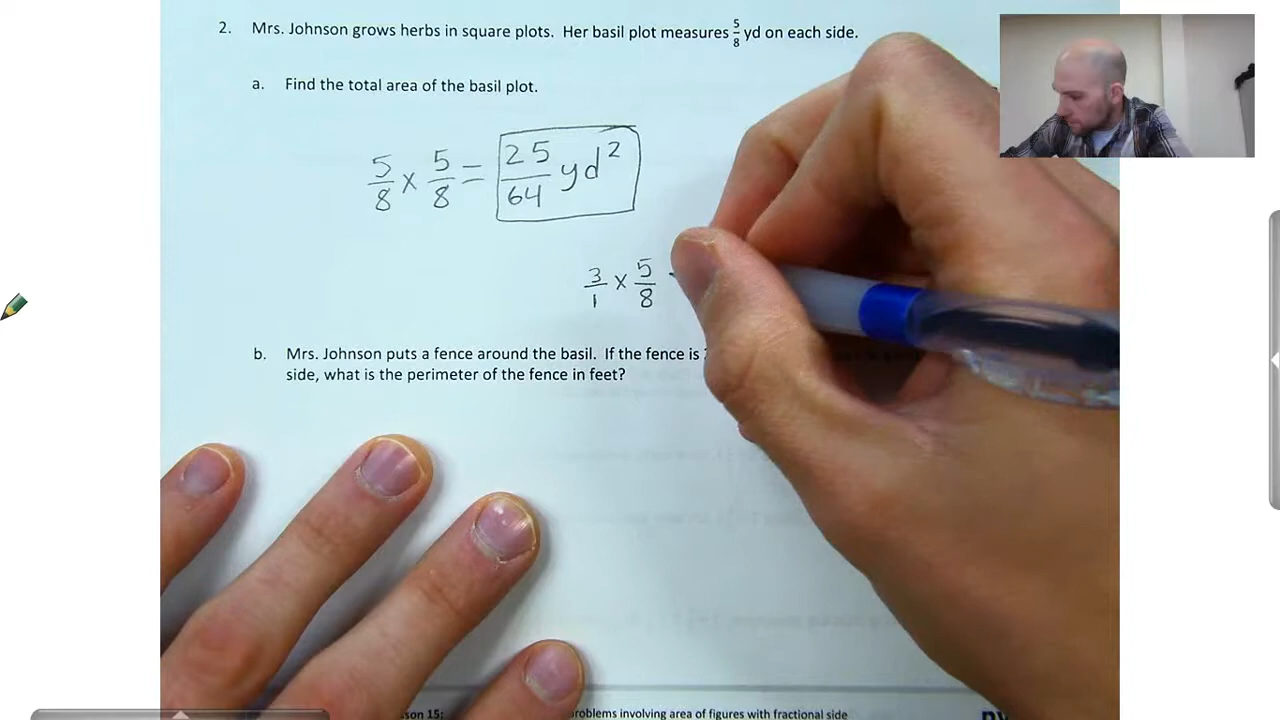 2. Mrs. Johnson grows herbs in square plots. Her basil plot measures 5/8 yd on each side.
a. Find the total area of the basil plot.
5/8 x 5/8 = 25/64 yd²
3/1 x 5/8
b. Mrs. Johnson puts a fence around the basil. If the fence is
side, what is the perimeter of the fence in feet?
son 15:
roblems involving area of figures with fractional side